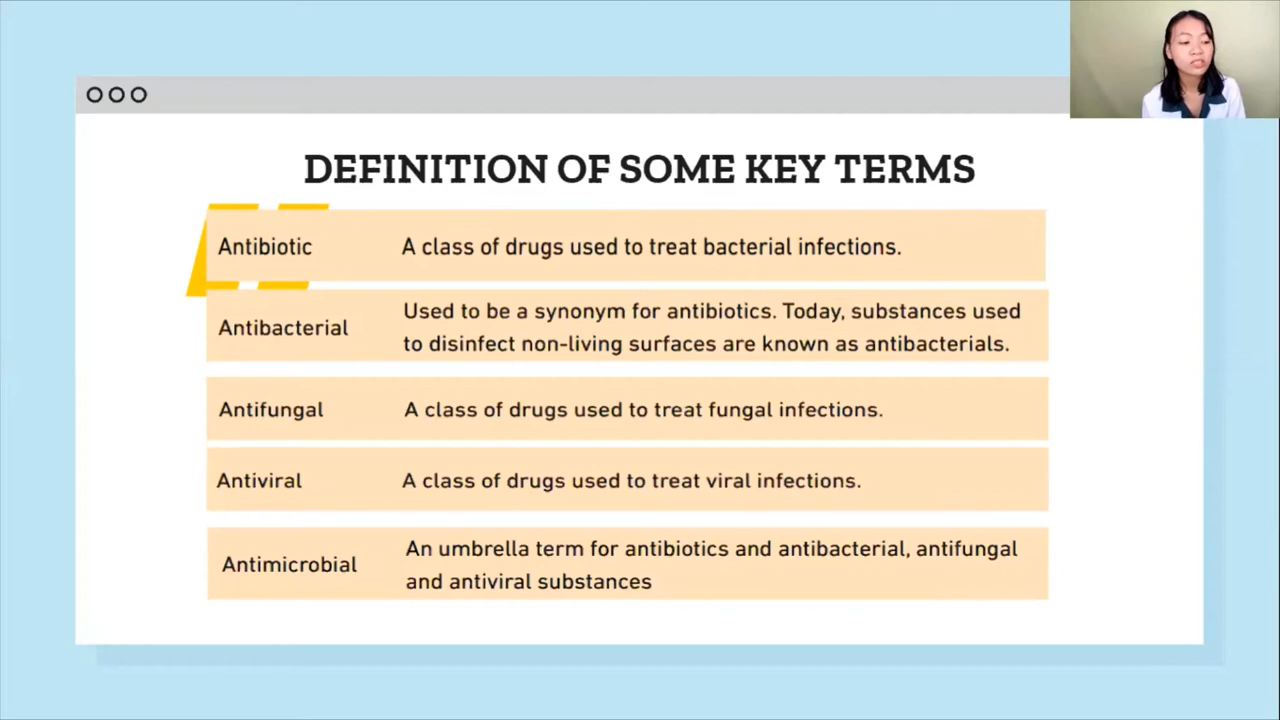 DEFINITION OF SOME KEY TERMS
Antibiotic
A class of drugs used to treat bacterial infections.
Antibacterial
Used to be a synonym for antibiotics. Today, substances used
to disinfect non-living surfaces are known as antibacterials.
Antifungal
A class of drugs used to treat fungal infections.
Antiviral
A class of drugs used to treat viral infections.
Antimicrobial
An umbrella term for antibiotics and antibacterial, antifungal
and antiviral substances